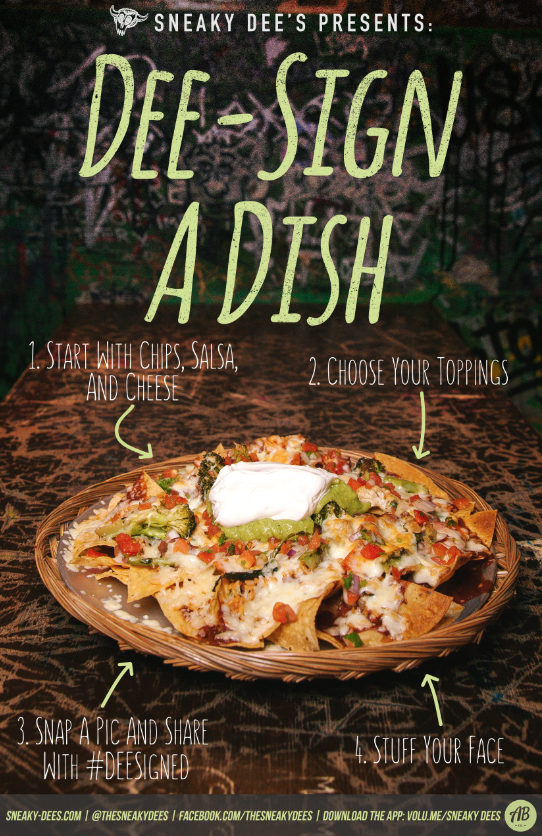 SNEAKY DEE'S PRESENTS:
DEE-SIGN
A DISH
1. START WITH CHIPS, SALSA,
AND CHEESE
2. CHOOSE YOUR TOPPINGS
3. SNAP A PIC AND SHARE
WITH #DEESIGNED
4. STUFF YOUR FACE
SNEAKY-DEES.COM | @THESNEAKYDEES | FACEBOOK.COM/THESNEAKYDEES | DOWNLOAD THE APP: VOLU.ME/SNEAKY DEES
AB